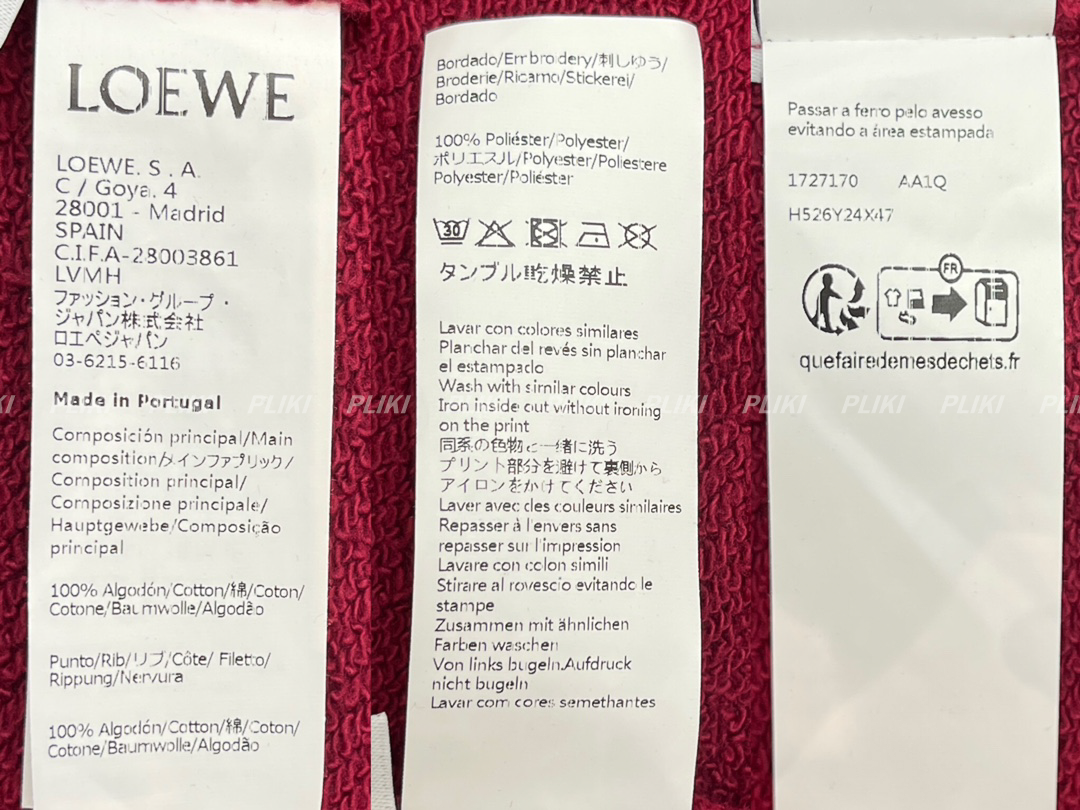 LOEWE
LOEWE. S . A.
C / Goya. 4
28001 - Madrid
SPAIN
C.I.F.A-28003861
LVMH
ファッション・グループ・
ジャパン株式会社
ロエベジャパン
03-6215-6116
Made in Portugal
Composición principal/Main
composition/メインファブリック/
Composition principal/
Composizione principale/
Hauptgewebe/Composição
principal
100% Algodón/Cotton/綿/Coton/
Cotone/Baumwolle/Algodão
Punto/Rib/リブ/Côte/ Filetto/
Rippung/Nervura
100% Algodón/Cotton/綿/Coton/
Cotone/Baumwolle/Algodão
Bordado/Embroidery/刺しゆう/
Broderie/Ricamo/Stickerei/
Bordado
100% Poliéster/Polyester/
ポリエスル/Polyester/Poliestere
Polyester/Poliéster
30
タンブル乾燥禁止
Lavar con colores similares
Planchar del revés sin planchar
el estampado
Wash with similar colours
Iron inside out without ironing
on the print
同系の色物と一緒に洗う
プリント部分を避けて裏側から
アイロンをかけてください
Laver avec des couleurs similaires
Repasser à l'envers sans
repasser sur l'impression
Lavare con colon simili
Stirare al rovescio evitando le
stampe
Zusammen mit ähnlichen
Farben waschen
Von links bugeln.Aufdruck
nicht bugeln
Lavar com cores semethantes
Passar a ferro pelo avesso
evitando a área estampada
1727170 AA1Q
H526Y24X47
FR
quefairedemesdechets.fr
PLIKI PLIKI PLIKI PLIKI PLIKI PLIKI PLIKI